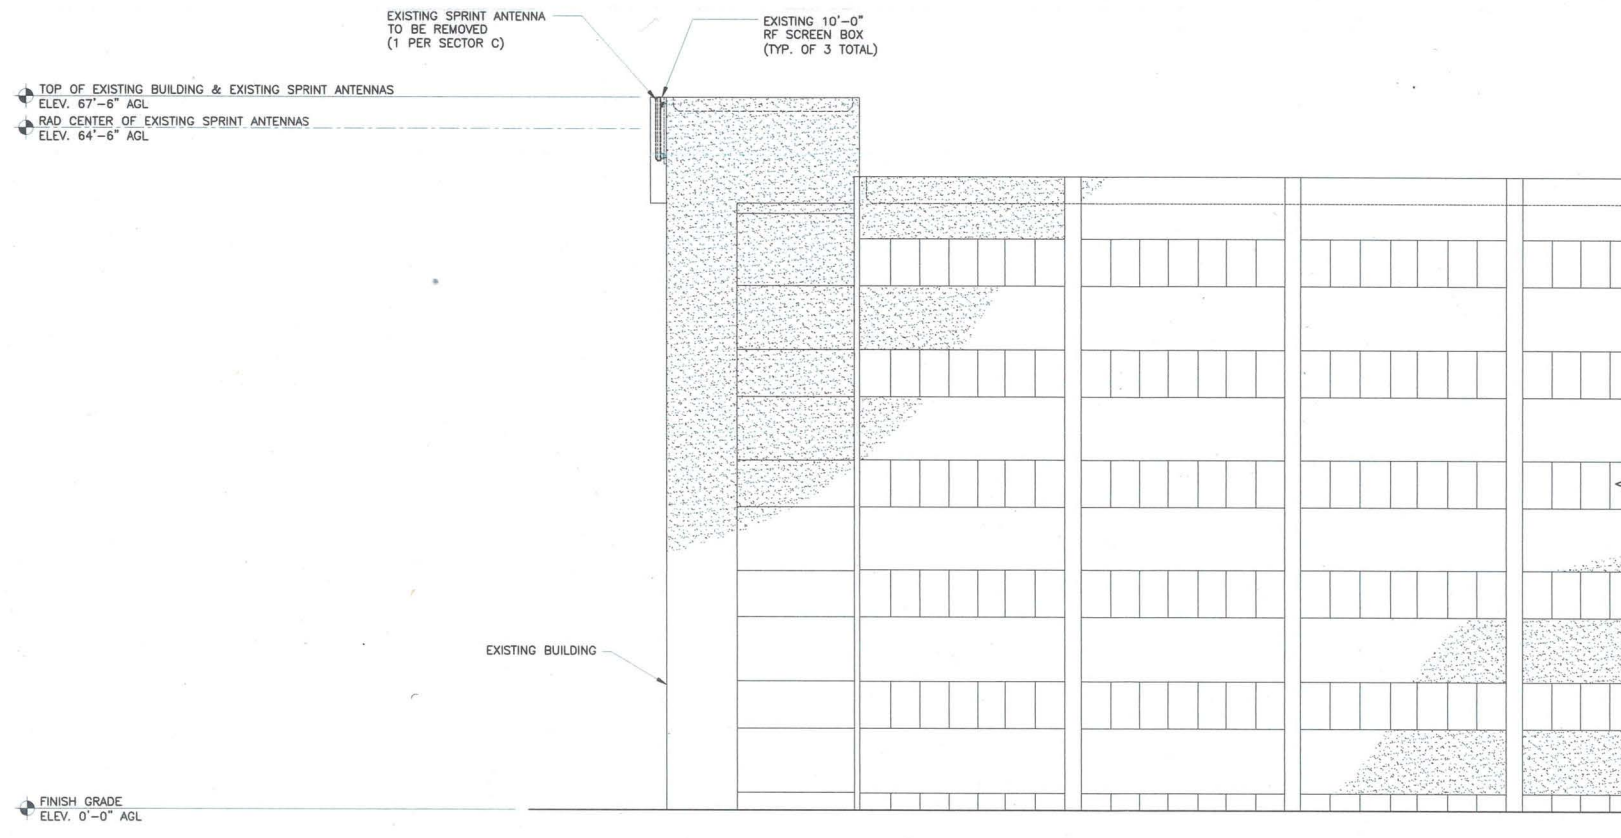 EXISTING SPRINT ANTENNA
TO BE REMOVED
(1 PER SECTOR C)
EXISTING 10'-0"
RF SCREEN BOX
(TYP. OF 3 TOTAL)
TOP OF EXISTING BUILDING & EXISTING SPRINT ANTENNAS
ELEV. 67'-6" AGL
RAD CENTER OF EXISTING SPRINT ANTENNAS
ELEV. 64'-6" AGL
EXISTING BUILDING
FINISH GRADE
ELEV. 0'-0" AGL